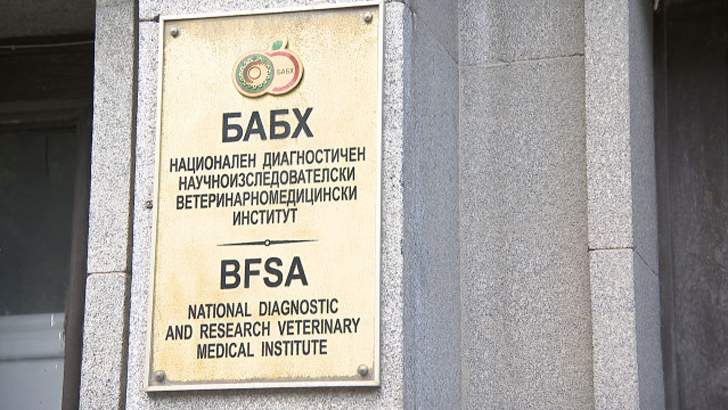 БАБХ
БАБХ
НАЦИОНАЛЕН ДИАГНОСТИЧЕН
НАУЧНОИЗСЛЕДОВАТЕЛСКИ
ВЕТЕРИНАРНОМЕДИЦИНСКИ
ИНСТИТУТ
BFSA
NATIONAL DIAGNOSTIC
AND RESEARCH VETERINARY
MEDICAL INSTITUTE